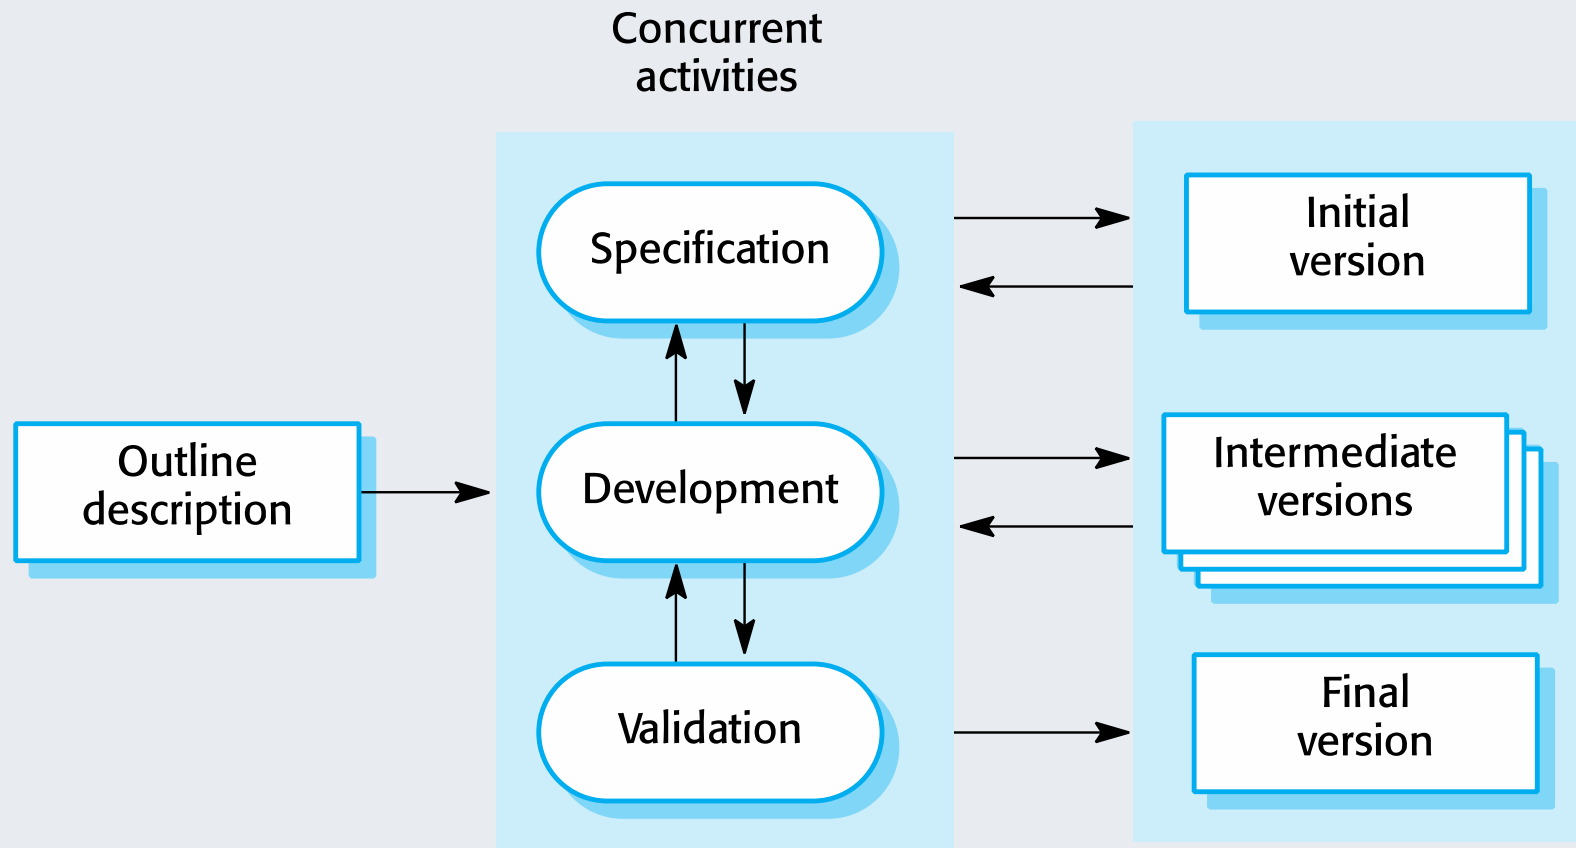 Concurrent
activities
Outline
description
Specification
Development
Validation
Initial
version
Intermediate
versions
Final
version